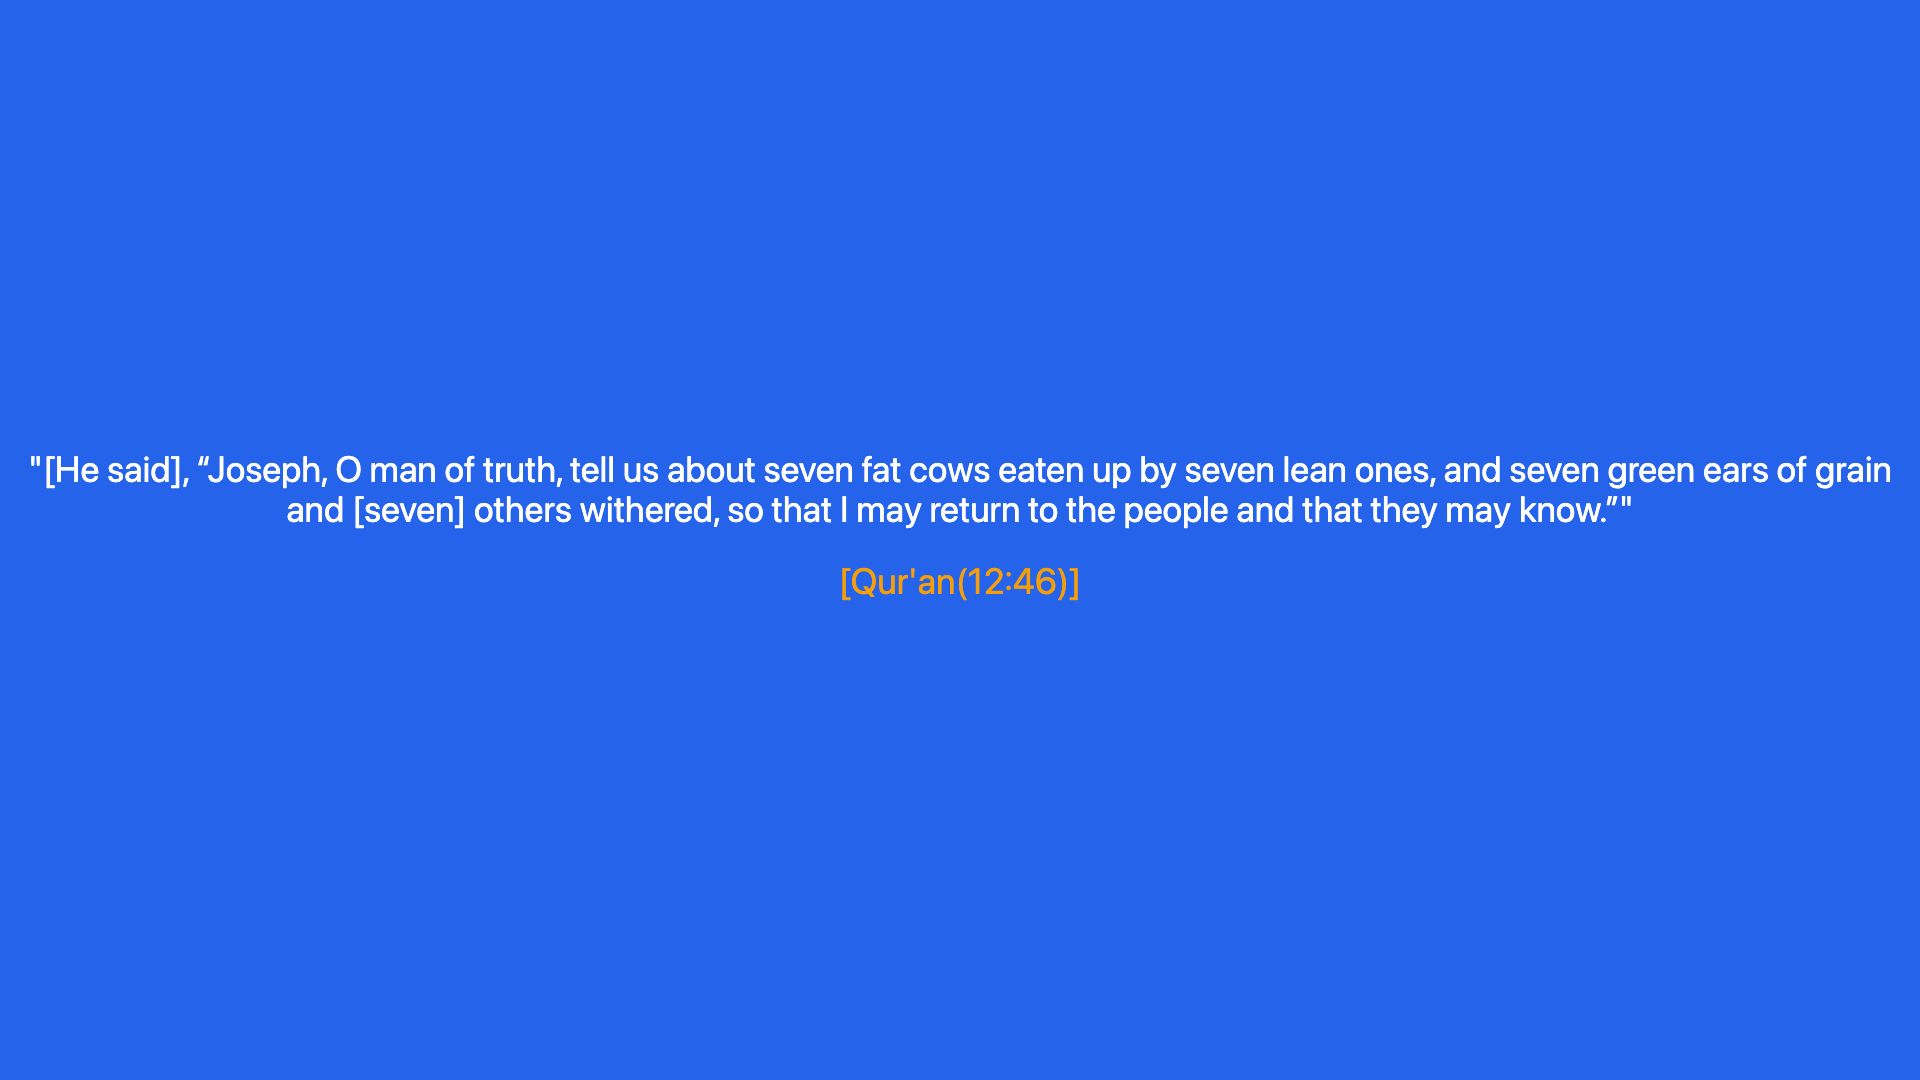 "[He said], “Joseph, O man of truth, tell us about seven fat cows eaten up by seven lean ones, and seven green ears of grain
and [seven] others withered, so that I may return to the people and that they may know.”"
[Qur'an(12:46)]